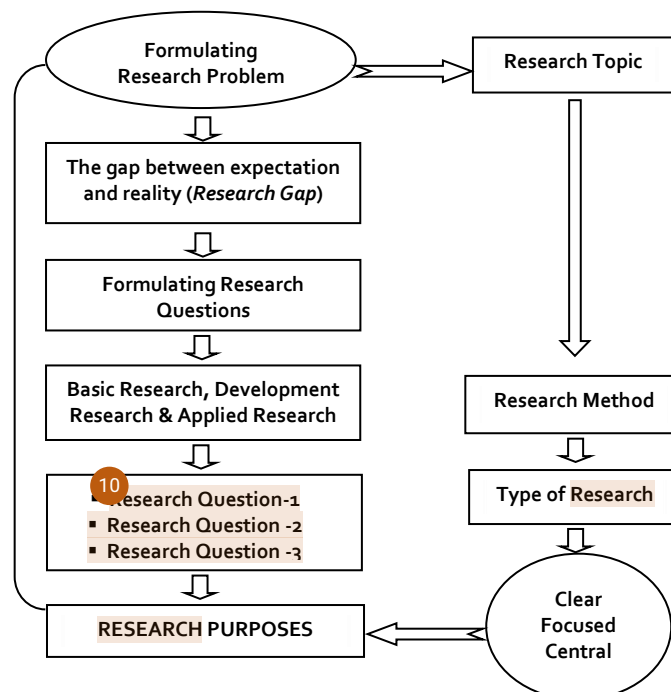 Formulating
Research Problem
Research Topic
The gap between expectation
and reality (Research Gap)
Formulating Research
Questions
Basic Research, Development
Research & Applied Research
Research Method
10
▪ Research Question-1
▪ Research Question -2
▪ Research Question -3
Type of Research
Clear
Focused
Central
RESEARCH PURPOSES